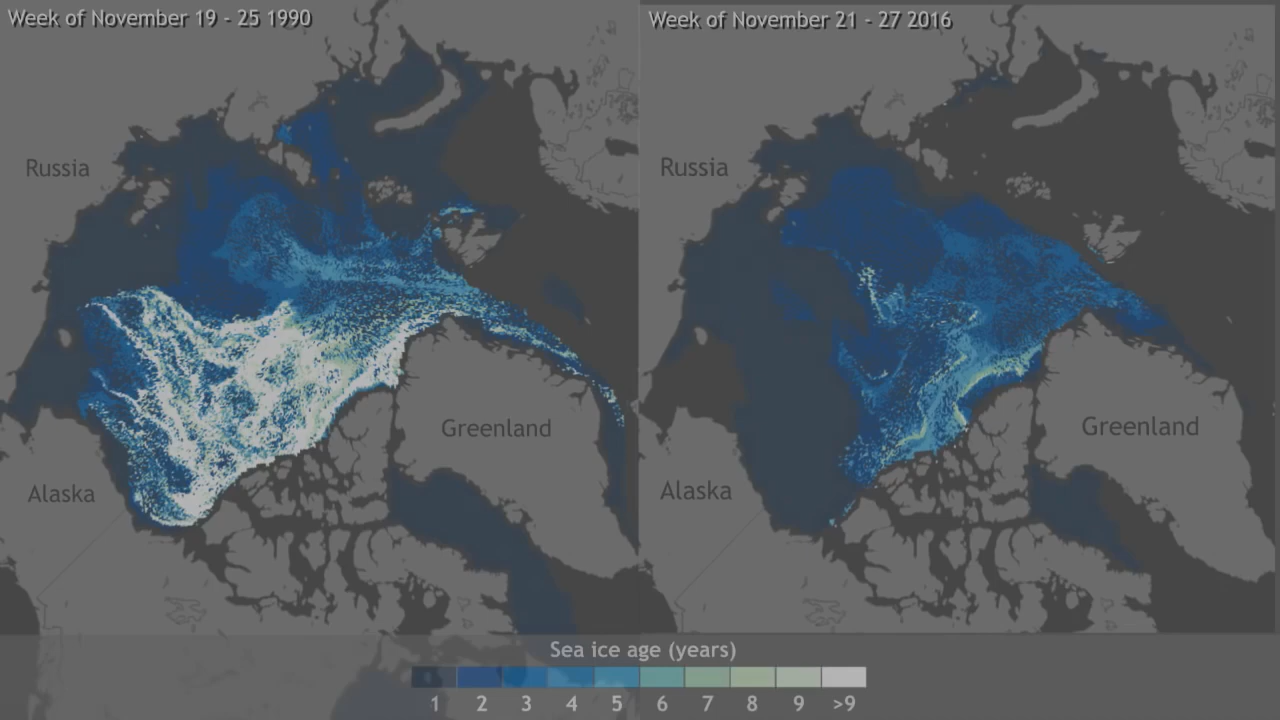 Week of November 19 - 25 1990
Week of November 21 - 27 2016
Russia
Russia
Greenland
Greenland
Alaska
Alaska
Sea ice age (years)
1 2 3 4 5 6 7 8 9 >9